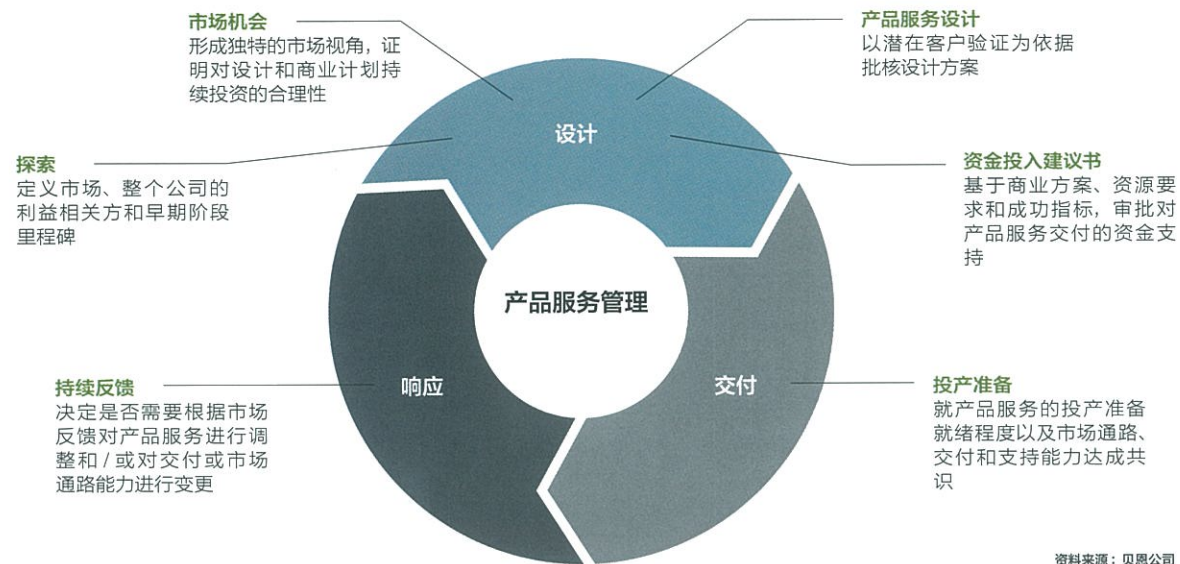 市场机会
形成独特的市场视角，证
明对设计和商业计划持
续投资的合理性
产品服务设计
以潜在客户验证为依据
批核设计方案
设计
探索
定义市场、整个公司的
利益相关方和早期阶段
里程碑
资金投入建议书
基于商业方案、资源要
求和成功指标，审批对
产品服务交付的资金支
持
产品服务管理
持续反馈
决定是否需要根据市场
反馈对产品服务进行调
整和 / 或对交付或市场
通路能力进行变更
响应
交付
投产准备
就产品服务的投产准备
就绪程度以及市场通路、
交付和支持能力达成共
识
资料来源：贝恩公司